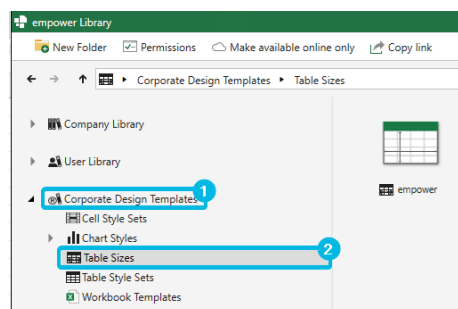 empower Library
New Folder Permissions Make available online only Copy link
Corporate Design Templates Table Sizes
Company Library
User Library
Corporate Design Templates 1
Cell Style Sets
Chart Styles
Table Sizes 2
Table Style Sets
Workbook Templates
empower